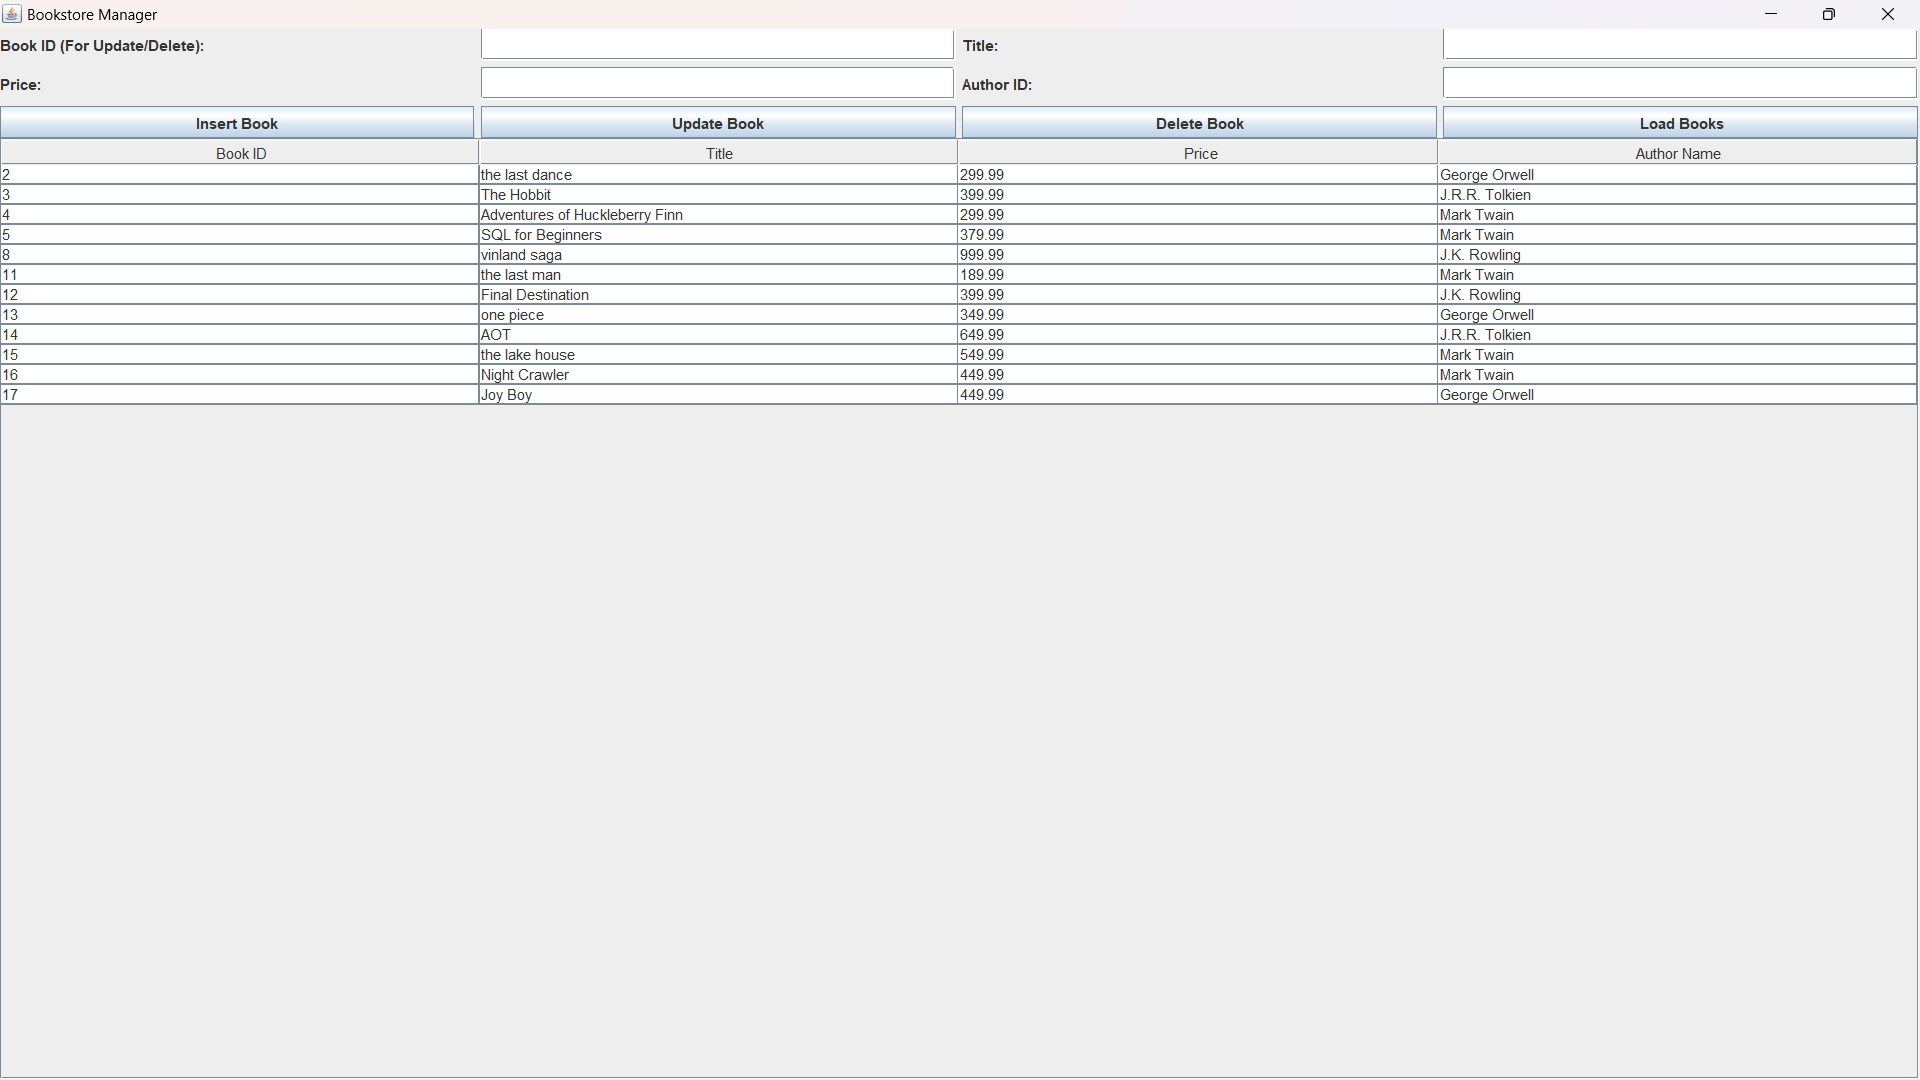 Bookstore Manager
Book ID (For Update/Delete): Title:
Price: Author ID:
Insert Book Update Book Delete Book Load Books
Book ID Title Price Author Name
2 the last dance 299.99 George Orwell
3 The Hobbit 399.99 J.R.R. Tolkien
4 Adventures of Huckleberry Finn 299.99 Mark Twain
5 SQL for Beginners 379.99 Mark Twain
8 vinland saga 999.99 J.K. Rowling
11 the last man 189.99 Mark Twain
12 Final Destination 399.99 J.K. Rowling
13 one piece 349.99 George Orwell
14 AOT 649.99 J.R.R. Tolkien
15 the lake house 549.99 Mark Twain
16 Night Crawler 449.99 Mark Twain
17 Joy Boy 449.99 George Orwell